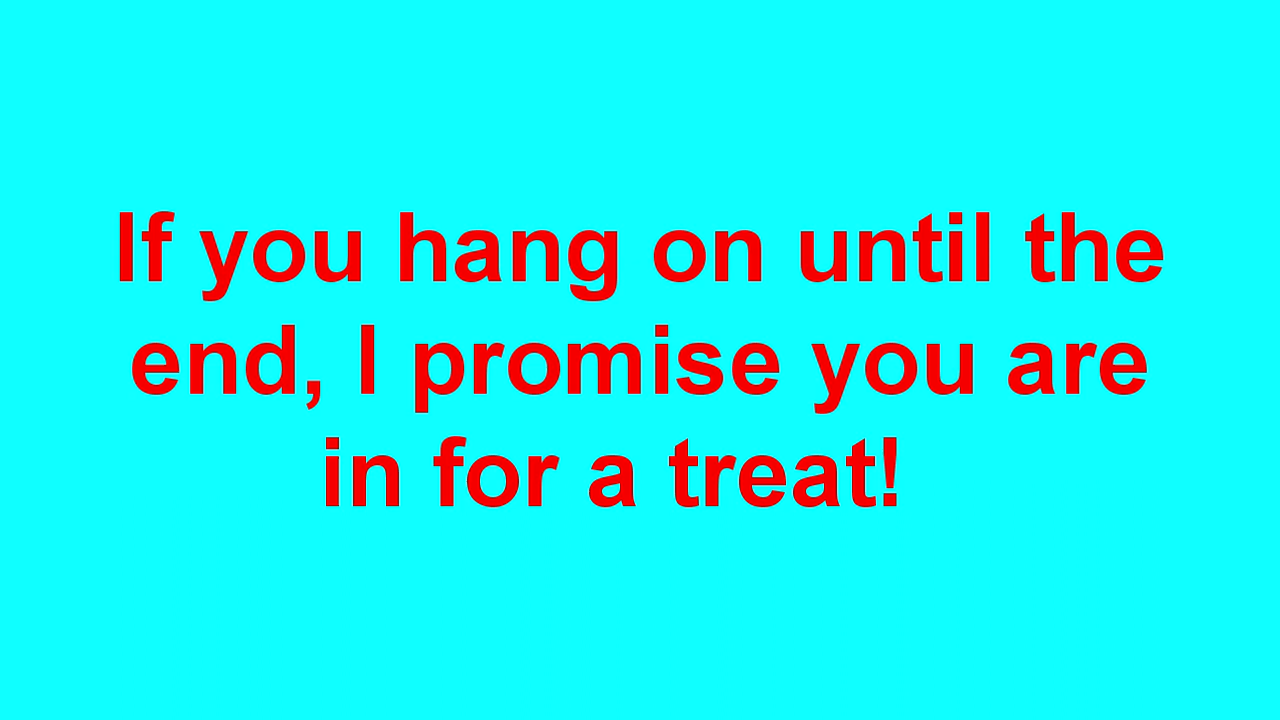 If you hang on until the
end, I promise you are
in for a treat!